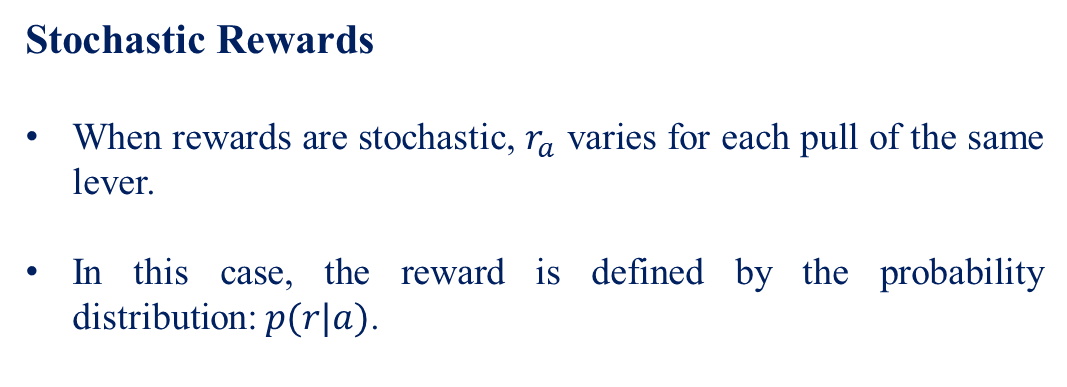 Stochastic Rewards
• When rewards are stochastic, $r_a$ varies for each pull of the same
lever.
• In this case, the reward is defined by the probability
distribution: $p(r|a)$.